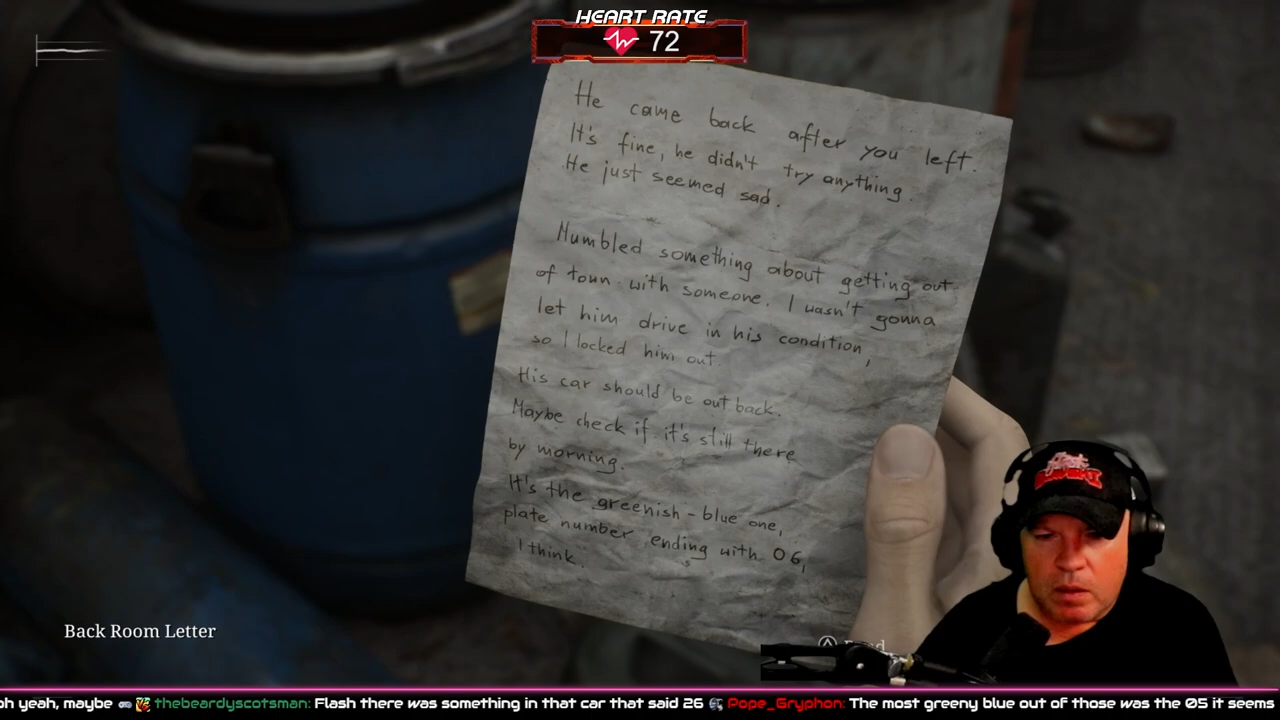 HEART RATE
72
He came back after you left.
It's fine, he didn't try anything.
He just seemed sad.
Mumbled something about getting out
of town with someone. I wasn't gonna
let him drive in his condition,
so I locked him out.
His car should be out back.
Maybe check if it's still there
by morning.
It's the greenish-blue one,
plate number ending with 06,
I think.
Back Room Letter
oh yeah, maybe thebeardyscotsman: Flash there was something in that car that said 26 Pope_Gryphon: The most greeny blue out of those was the 05 it seems